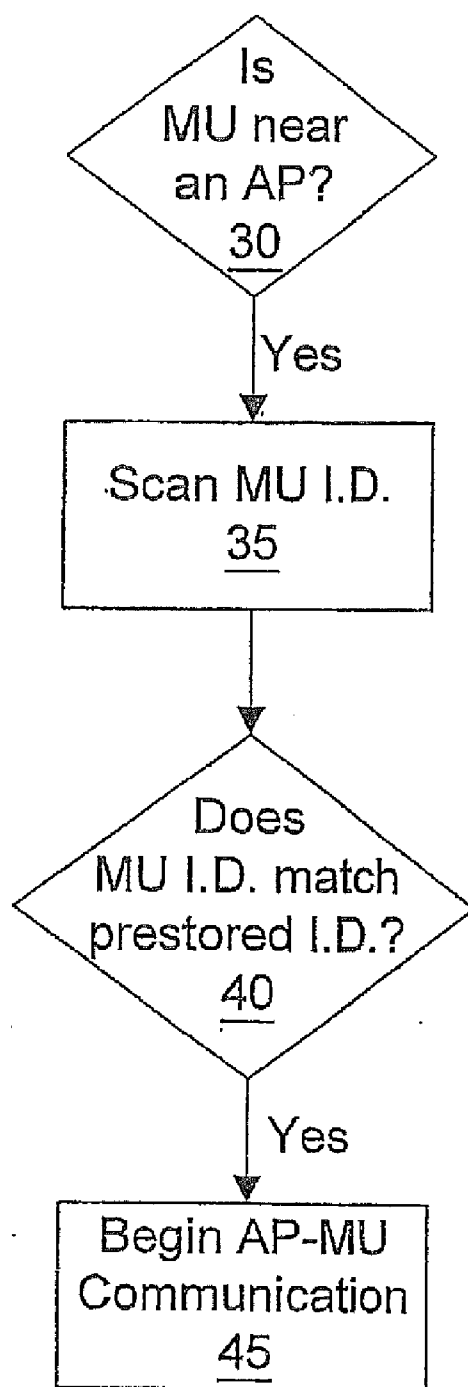 Is
MU near
an AP?
30
Yes
Scan MU I.D.
35
Does
MU I.D. match
prestored I.D.?
40
Yes
Begin AP-MU
Communication
45